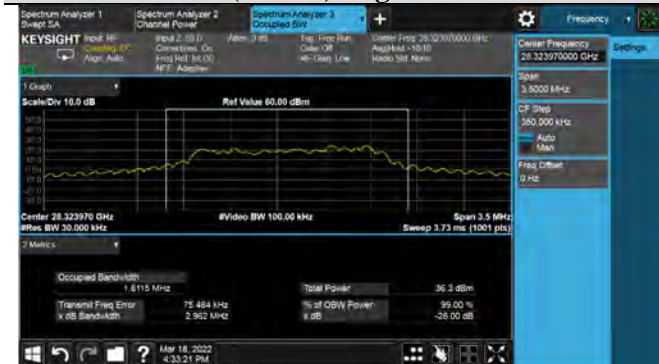 Spectrum Analyzer 1
Swept SA
Spectrum Analyzer 2
Channel Power
Spectrum Analyzer 3
Occupied BW
Frequency
KEYSIGHT Input: RF
Coupling: DC
Align: Auto
Input Z: 50 Ω
Corrections: On
Freq Ref: Int (S)
NFE: Adaptive
Atten: 0 dB
Trig: Free Run
Gate: Off
#IF Gain: Low
Center Freq: 28.323970000 GHz
Avg|Hold: >10/10
Radio Std: None
Center Frequency
28.323970000 GHz
Settings
Span
3.5000 MHz
CF Step
350.000 kHz
Auto
Man
Freq Offset
0 Hz
1 Graph
Scale/Div 10.0 dB
Ref Value 60.00 dBm
Center 28.323970 GHz
#Res BW 30.000 kHz
#Video BW 100.00 kHz
Span 3.5 MHz
Sweep 3.73 ms (1001 pts)
2 Metrics
Occupied Bandwidth
1.6115 MHz
Total Power
36.3 dBm
Transmit Freq Error
75.484 kHz
% of OBW Power
99.00 %
x dB Bandwidth
2.962 MHz
x dB
-26.00 dB
Mar 18, 2022
4:33:21 PM